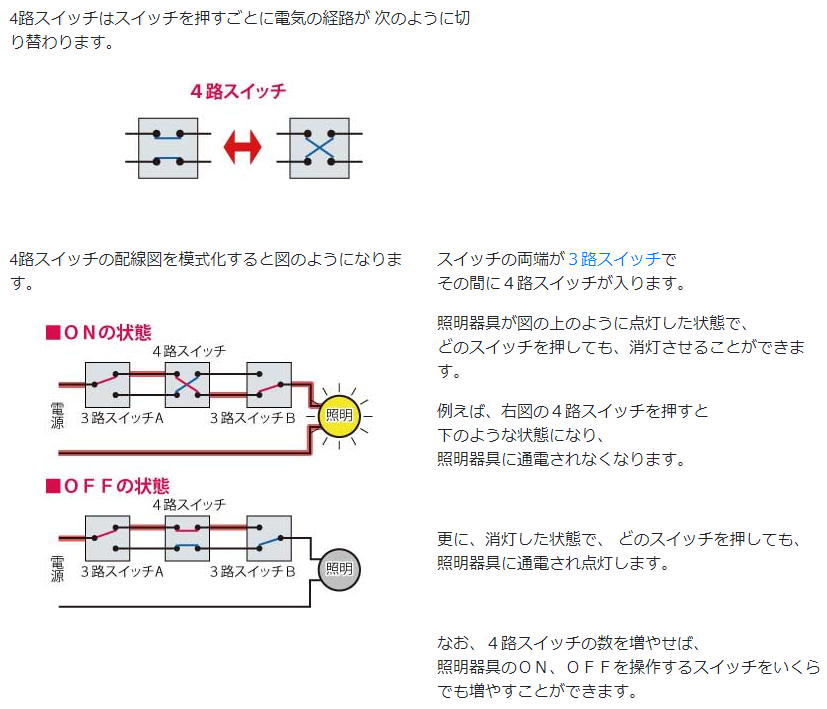 4路スイッチはスイッチを押すごとに電気の経路が 次のように切
り替わります。
４路スイッチ
4路スイッチの配線図を模式化すると図のようになりま
す。
■ＯＮの状態
４路スイッチ
電源
３路スイッチA
３路スイッチＢ
照明
■ＯＦＦの状態
４路スイッチ
電源
３路スイッチA
３路スイッチＢ
照明
スイッチの両端が３路スイッチで
その間に４路スイッチが入ります。
照明器具が図の上のように点灯した状態で、
どのスイッチを押しても、消灯させることができま
す。
例えば、右図の４路スイッチを押すと
下のような状態になり、
照明器具に通電されなくなります。
更に、消灯した状態で、 どのスイッチを押しても、
照明器具に通電され点灯します。
なお、４路スイッチの数を増やせば、
照明器具のＯＮ、ＯＦＦを操作するスイッチをいくら
でも増やすことができます。